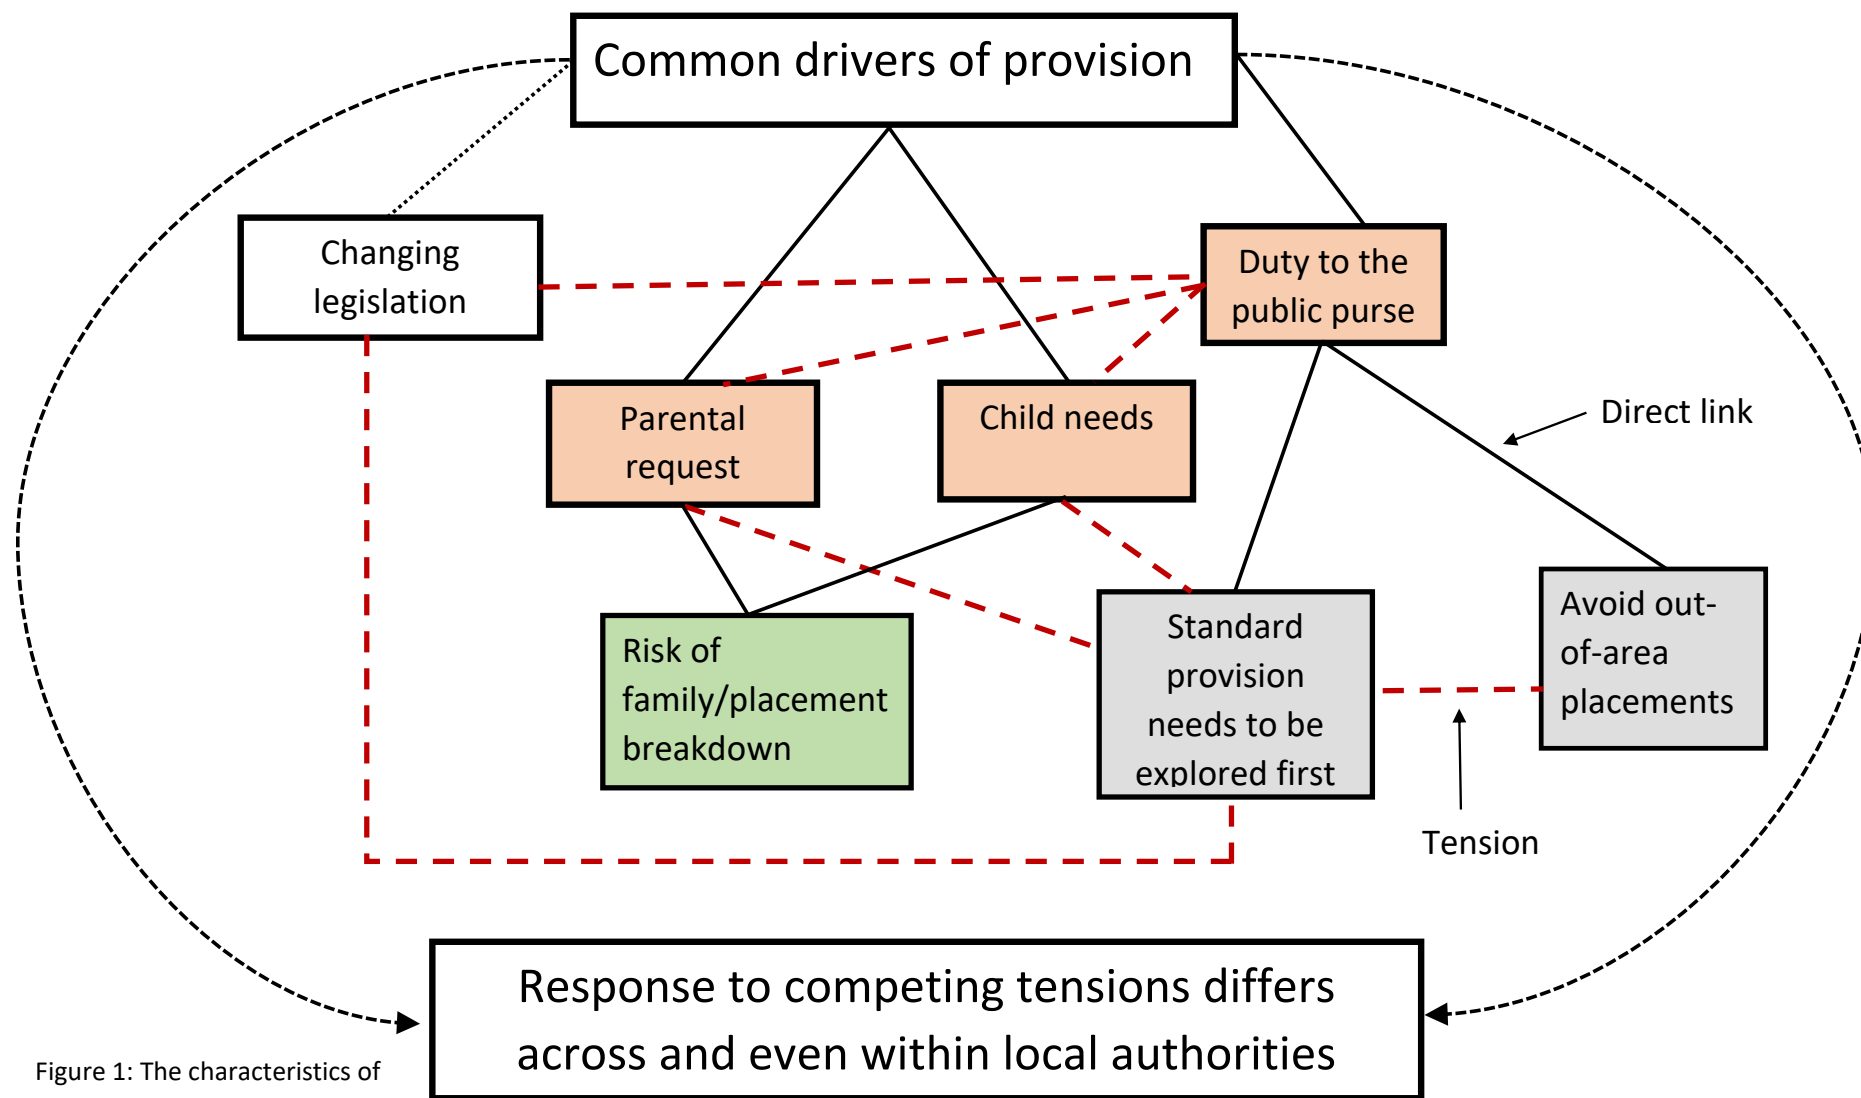 Common drivers of provision
Changing
legislation
Duty to the
public purse
Parental
request
Child needs
Direct link
Risk of
family/placement
breakdown
Standard
provision
needs to be
explored first
Avoid out-
of-area
placements
Tension
Response to competing tensions differs
across and even within local authorities
Figure 1: The characteristics of